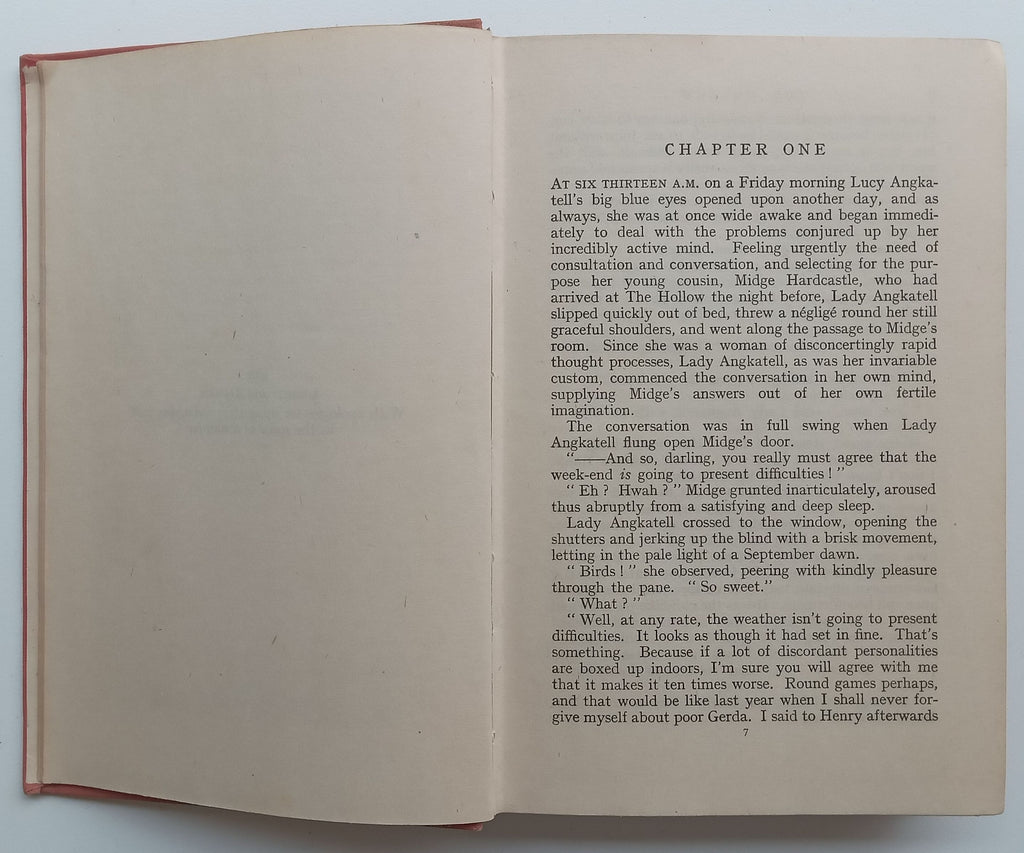 CHAPTER ONE
AT SIX THIRTEEN A.M. on a Friday morning Lucy Angka-
tell's big blue eyes opened upon another day, and as
always, she was at once wide awake and began immedi-
ately to deal with the problems conjured up by her
incredibly active mind. Feeling urgently the need of
consultation and conversation, and selecting for the pur-
pose her young cousin, Midge Hardcastle, who had
arrived at The Hollow the night before, Lady Angkatell
slipped quickly out of bed, threw a négligé round her still
graceful shoulders, and went along the passage to Midge's
room. Since she was a woman of disconcertingly rapid
thought processes, Lady Angkatell, as was her invariable
custom, commenced the conversation in her own mind,
supplying Midge's answers out of her own fertile
imagination.
The conversation was in full swing when Lady
Angkatell flung open Midge's door.
"——And so, darling, you really must agree that the
week-end is going to present difficulties ! "
" Eh ? Hwah ? " Midge grunted inarticulately, aroused
thus abruptly from a satisfying and deep sleep.
Lady Angkatell crossed to the window, opening the
shutters and jerking up the blind with a brisk movement,
letting in the pale light of a September dawn.
" Birds ! " she observed, peering with kindly pleasure
through the pane. " So sweet."
" What ? "
" Well, at any rate, the weather isn't going to present
difficulties. It looks as though it had set in fine. That's
something. Because if a lot of discordant personalities
are boxed up indoors, I'm sure you will agree with me
that it makes it ten times worse. Round games perhaps,
and that would be like last year when I shall never for-
give myself about poor Gerda. I said to Henry afterwards
7